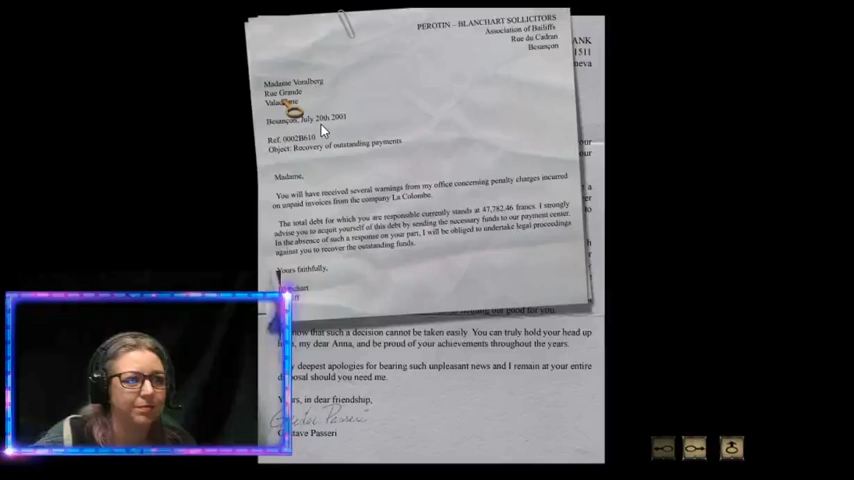 PEROTIN – BLANCHART SOLLICITORS
Association of Bailiffs
Rue du Cadran
Besançon
ANK
1511
neva
Madame Voralberg
Rue Grande
Besançon, July 20th 2001
Ref. 0002B610
Object: Recovery of outstanding payments
Madame,
You will have received several warnings from my office concerning penalty charges incurred
on unpaid invoices from the company La Colombe.
The total debt for which you are responsible currently stands at 47,782.46 francs. I strongly
advise you to acquit yourself of this debt by sending the necessary funds to our payment center.
In the absence of such a response on your part, I will be obliged to undertake legal proceedings
against you to recover the outstanding funds.
Yours faithfully,
our good for you.
now that such a decision cannot be taken easily. You can truly hold your head up
my dear Anna, and be proud of your achievements throughout the years.
deepest apologies for bearing such unpleasant news and I remain at your entire
disposal should you need me.
in dear friendship,
Passeri
Gustave Passeri